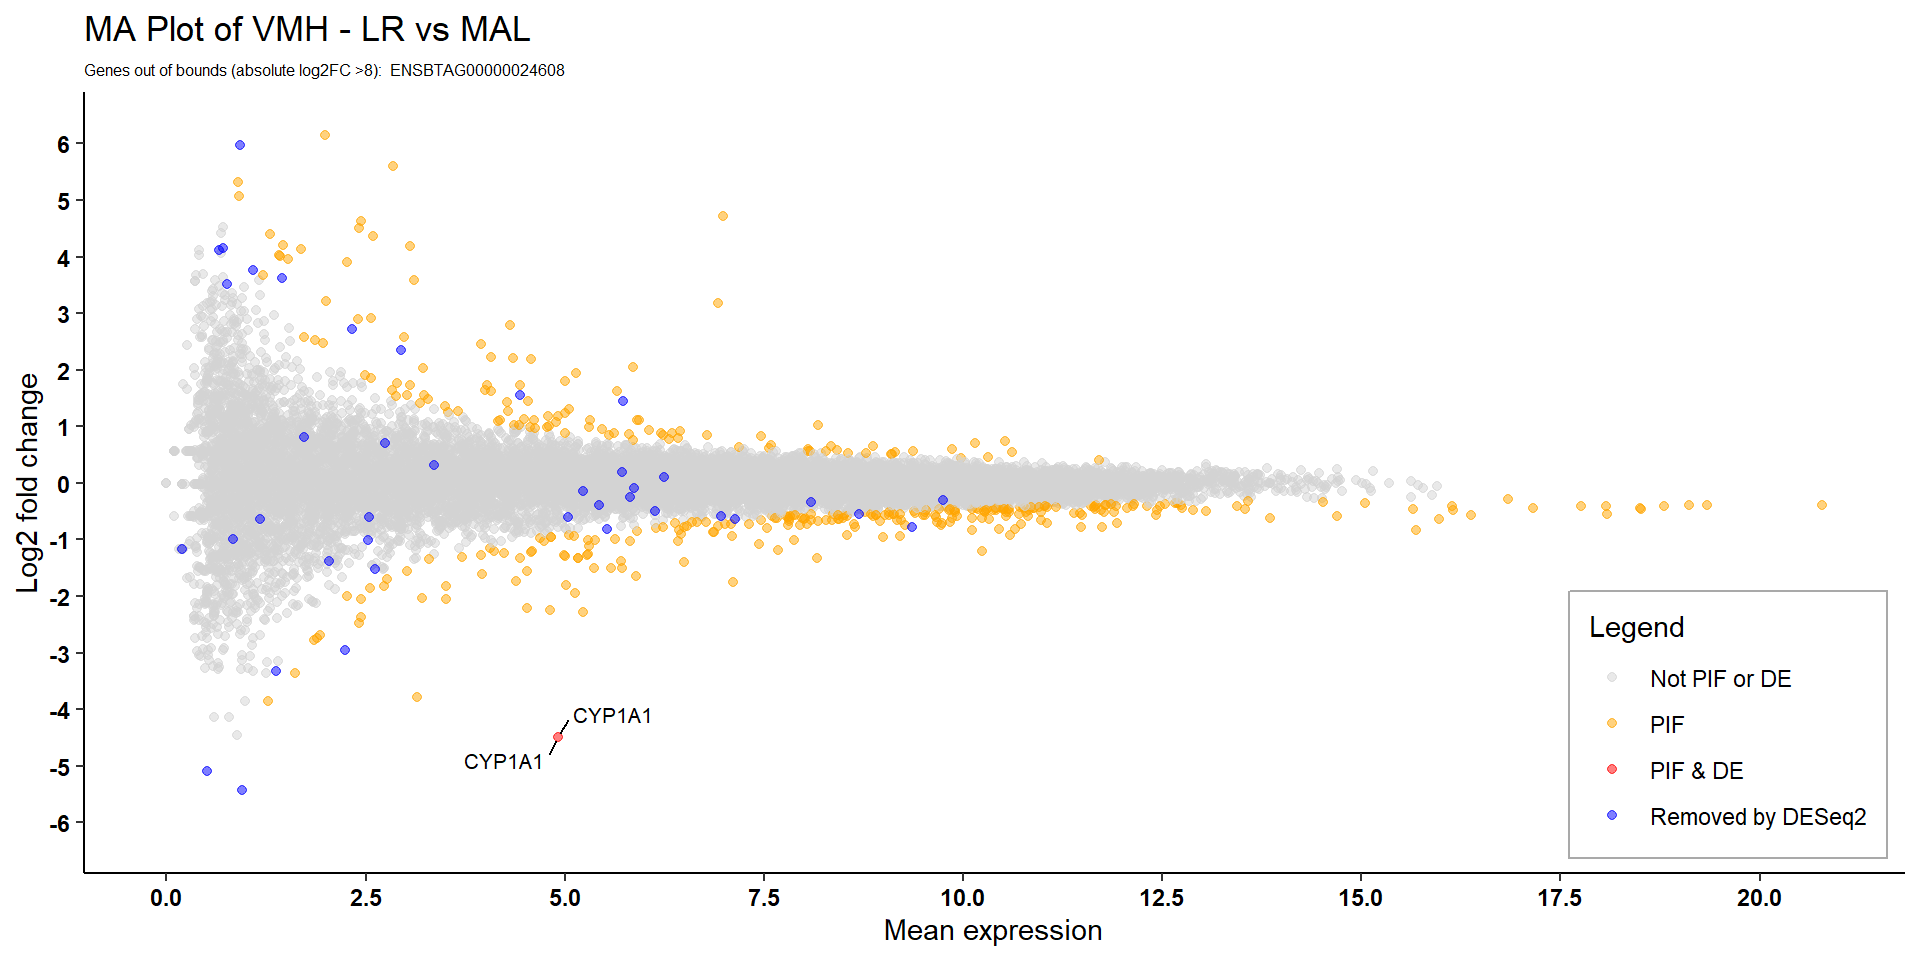 MA Plot of VMH - LR vs MAL
Genes out of bounds (absolute log2FC >8):  ENSBTAG00000024608
Log2 fold change
6
5
4
3
2
1
0
-1
-2
-3
-4
-5
-6
CYP1A1
CYP1A1
Legend
Not PIF or DE
PIF
PIF & DE
Removed by DESeq2
0.0 2.5 5.0 7.5 10.0 12.5 15.0 17.5 20.0
Mean expression